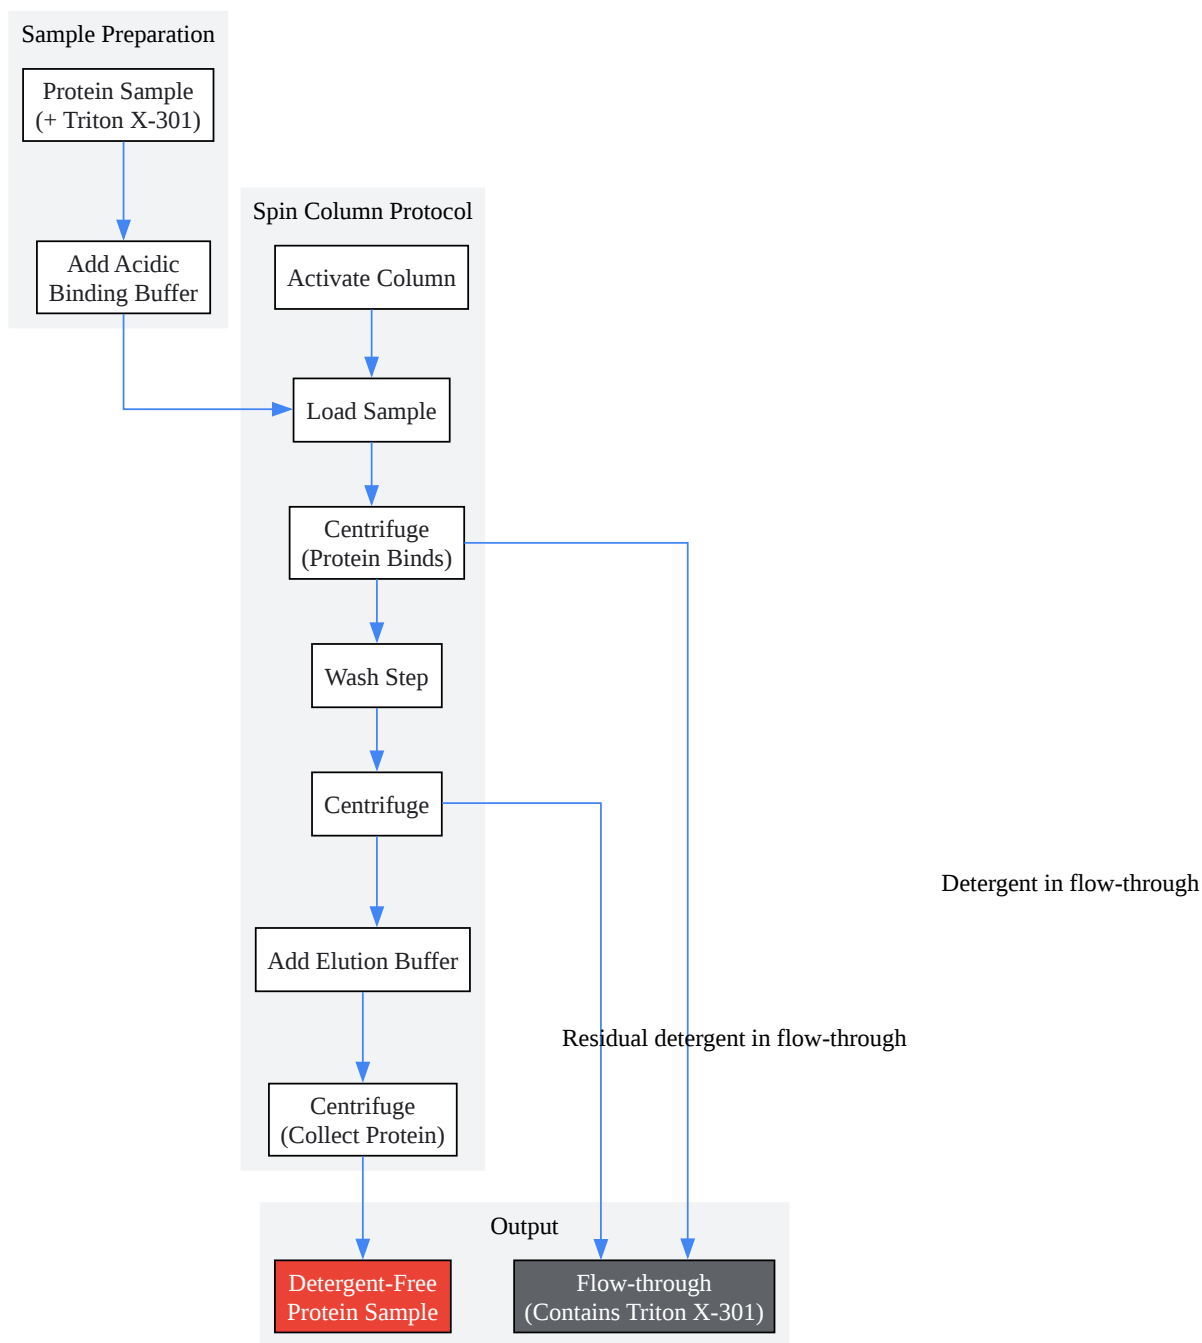 Sample Preparation
Protein Sample
(+ Triton X-301)
Add Acidic
Binding Buffer
Spin Column Protocol
Activate Column
Load Sample
Centrifuge
(Protein Binds)
Wash Step
Centrifuge
Detergent in flow-through
Add Elution Buffer
Residual detergent in flow-through
Centrifuge
(Collect Protein)
Output
Detergent-Free
Protein Sample
Flow-through
(Contains Triton X-301)